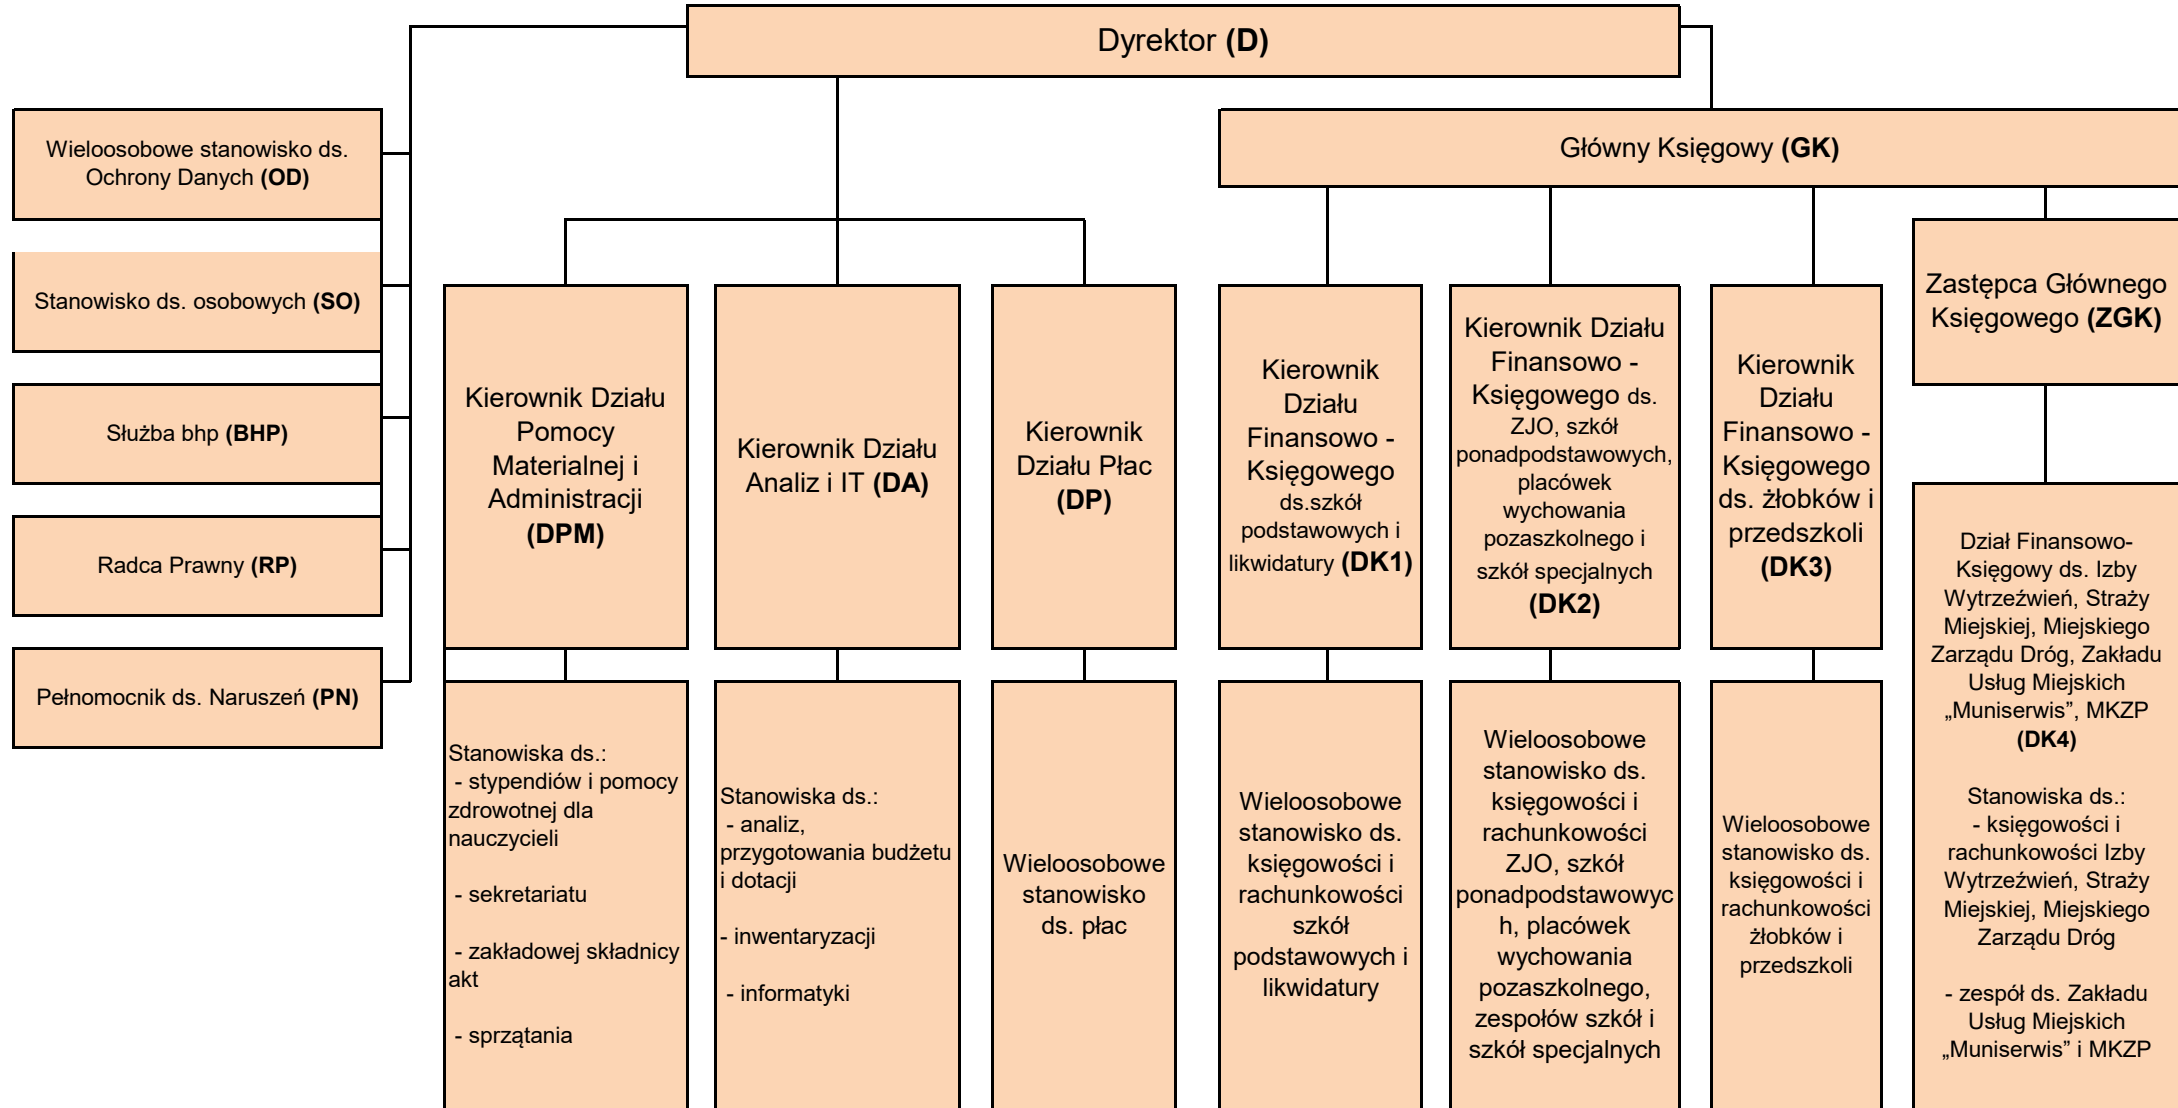 Dyrektor (D)
Wieloosobowe stanowisko ds.
Ochrony Danych (OD)
Stanowisko ds. osobowych (SO)
Służba bhp (BHP)
Radca Prawny (RP)
Pełnomocnik ds. Naruszeń (PN)
Główny Księgowy (GK)
Kierownik Działu
Pomocy
Materialnej i
Administracji
(DPM)
Kierownik Działu
Analiz i IT (DA)
Kierownik
Działu Płac
(DP)
Kierownik
Działu
Finansowo -
Księgowego
ds.szkół
podstawowych i
likwidatury (DK1)
Kierownik Działu
Finansowo -
Księgowego ds.
ZJO, szkół
ponadpodstawowych,
placówek
wychowania
pozaszkolnego i
szkół specjalnych
(DK2)
Kierownik
Działu
Finansowo -
Księgowego
ds. żłobków i
przedszkoli
(DK3)
Zastępca Głównego
Księgowego (ZGK)
Stanowiska ds.:
- stypendiów i pomocy
zdrowotnej dla
nauczycieli
- sekretariatu
- zakładowej składnicy
akt
- sprzątania
Stanowiska ds.:
- analiz,
przygotowania budżetu
i dotacji
- inwentaryzacji
- informatyki
Wieloosobowe
stanowisko
ds. płac
Wieloosobowe
stanowisko ds.
księgowości i
rachunkowości
szkół
podstawowych i
likwidatury
Wieloosobowe
stanowisko ds.
księgowości i
rachunkowości
ZJO, szkół
ponadpodstawowyc
h, placówek
wychowania
pozaszkolnego,
zespołów szkół i
szkół specjalnych
Wieloosobowe
stanowisko ds.
księgowości i
rachunkowości
żłobków i
przedszkoli
Dział Finansowo-
Księgowy ds. Izby
Wytrzeźwień, Straży
Miejskiej, Miejskiego
Zarządu Dróg, Zakładu
Usług Miejskich
„Muniserwis”, MKZP
(DK4)
Stanowiska ds.:
- księgowości i
rachunkowości Izby
Wytrzeźwień, Straży
Miejskiej, Miejskiego
Zarządu Dróg
- zespół ds. Zakładu
Usług Miejskich
„Muniserwis” i MKZP